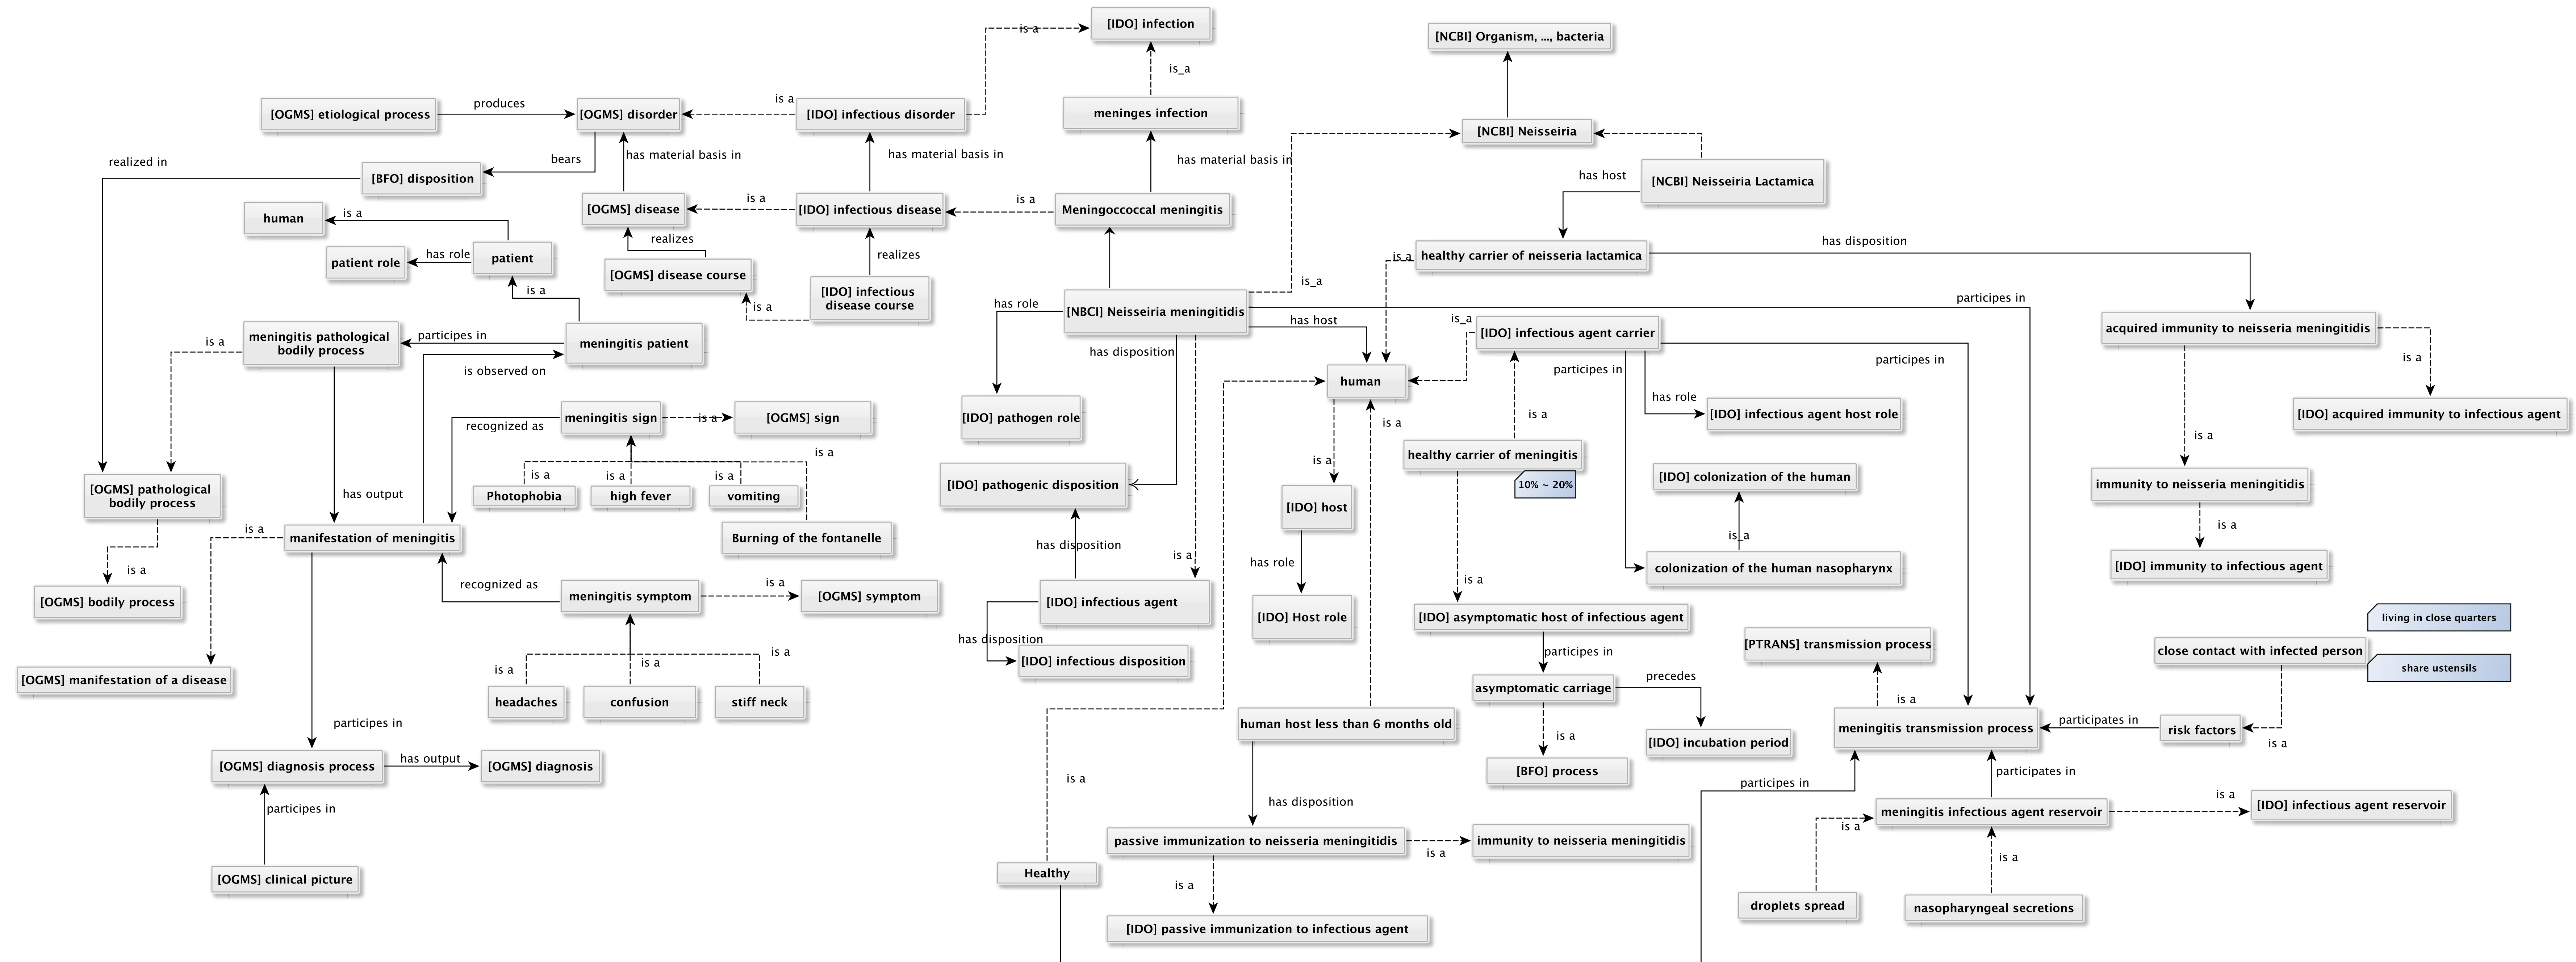 [IDO] infection
is a
[NCBI] Organism, ..., bacteria
is_a
[OGMS] etiological process
produces
[OGMS] disorder
is a
[IDO] infectious disorder
meninges infection
[NCBI] Neisseiria
realized in
bears
has material basis in
has material basis in
has material basis in
[BFO] disposition
has host
[NCBI] Neisseiria Lactamica
human
is a
[OGMS] disease
is a
[IDO] infectious disease
is a
Meningoccoccal meningitis
realizes
has disposition
patient role
has role
patient
realizes
healthy carrier of neisseria lactamica
is a
[OGMS] disease course
is a
[IDO] infectious
disease course
is a
is_a
has role
[NBCI] Neisseiria meningitidis
participes in
has host
is_a
[IDO] infectious agent carrier
acquired immunity to neisseria meningitidis
meningitis pathological
bodily process
participes in
meningitis patient
is a
has disposition
participes in
participes in
is a
is observed on
human
has role
[IDO] pathogen role
meningitis sign
is a
[OGMS] sign
recognized as
is a
is a
[IDO] infectious agent host role
[IDO] acquired immunity to infectious agent
is a
is a
is a
is a
is a
healthy carrier of meningitis
is a
10% ~ 20%
[OGMS] pathological
bodily process
has output
Photophobia
high fever
vomiting
[IDO] pathogenic disposition
[IDO] host
[IDO] colonization of the human
immunity to neisseria meningitidis
is a
manifestation of meningitis
Burning of the fontanelle
has disposition
is a
is_a
is a
is a
recognized as
is a
has role
is a
colonization of the human nasopharynx
[IDO] immunity to infectious agent
[OGMS] bodily process
meningitis symptom
[OGMS] symptom
[IDO] infectious agent
[IDO] Host role
[IDO] asymptomatic host of infectious agent
living in close quarters
has disposition
[IDO] infectious disposition
participes in
[PTRANS] transmission process
close contact with infected person
share ustensils
[OGMS] manifestation of a disease
is a
is a
is a
asymptomatic carriage
precedes
is a
headaches
confusion
stiff neck
participes in
human host less than 6 months old
is a
[IDO] incubation period
meningitis transmission process
participates in
risk factors
is a
[OGMS] diagnosis process
has output
[OGMS] diagnosis
[BFO] process
participates in
is a
participes in
participes in
has disposition
meningitis infectious agent reservoir
is a
[IDO] infectious agent reservoir
is a
passive immunization to neisseria meningitidis
is a
immunity to neisseria meningitidis
is a
[OGMS] clinical picture
Healthy
is a
droplets spread
nasopharyngeal secretions
[IDO] passive immunization to infectious agent